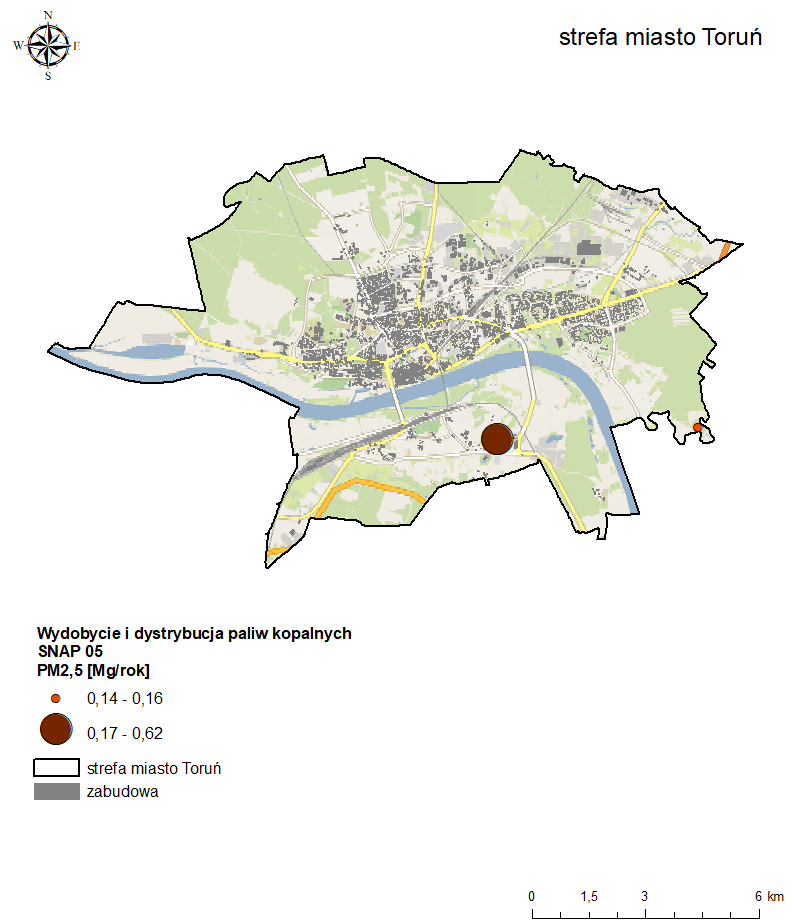 N
W E
S
strefa miasto Toruń
Wydobycie i dystrybucja paliw kopalnych
SNAP 05
PM2,5 [Mg/rok]
0,14 - 0,16
0,17 - 0,62
strefa miasto Toruń
zabudowa
0 1,5 3 6 km